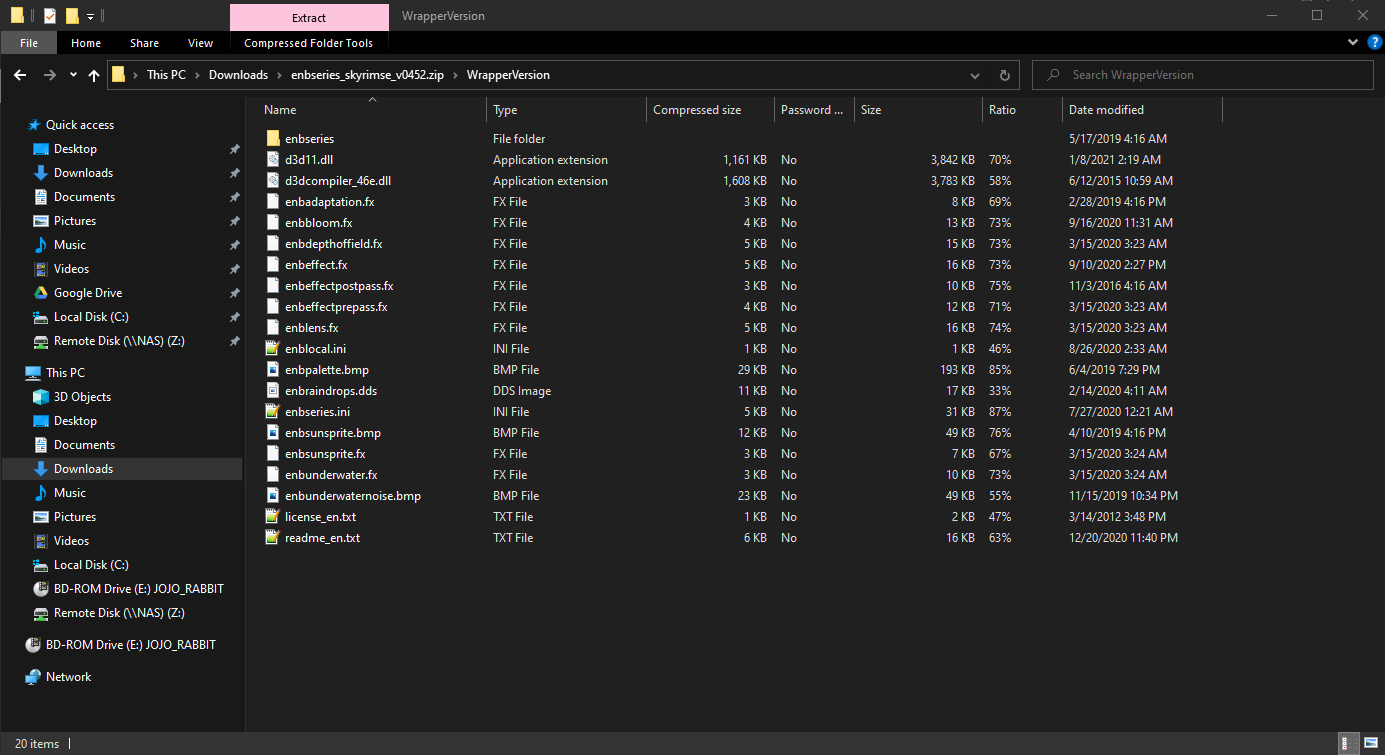 Extract WrapperVersion
File Home Share View Compressed Folder Tools
This PC Downloads enbseries_skyrimse_v0452.zip WrapperVersion Search WrapperVersion
Name Type Compressed size Password ... Size Ratio Date modified
Quick access
Desktop
Downloads
Documents
Pictures
Music
Videos
Google Drive
Local Disk (C:)
Remote Disk (\\NAS) (Z:)
This PC
3D Objects
Desktop
Documents
Downloads
Music
Pictures
Videos
Local Disk (C:)
BD-ROM Drive (E:) JOJO_RABBIT
Remote Disk (\\NAS) (Z:)
BD-ROM Drive (E:) JOJO_RABBIT
Network
enbseries File folder 5/17/2019 4:16 AM
d3d11.dll Application extension 1,161 KB No 3,842 KB 70% 1/8/2021 2:19 AM
d3dcompiler_46e.dll Application extension 1,608 KB No 3,783 KB 58% 6/12/2015 10:59 AM
enbadaptation.fx FX File 3 KB No 8 KB 69% 2/28/2019 4:16 PM
enbbloom.fx FX File 4 KB No 13 KB 73% 9/16/2020 11:31 AM
enbdepthoffield.fx FX File 5 KB No 15 KB 73% 3/15/2020 3:23 AM
enbeffect.fx FX File 5 KB No 16 KB 73% 9/10/2020 2:27 PM
enbeffectpostpass.fx FX File 3 KB No 10 KB 75% 11/3/2016 4:16 AM
enbeffectprepass.fx FX File 4 KB No 12 KB 71% 3/15/2020 3:23 AM
enblens.fx FX File 5 KB No 16 KB 74% 3/15/2020 3:23 AM
enblocal.ini INI File 1 KB No 1 KB 46% 8/26/2020 2:33 AM
enbpalette.bmp BMP File 29 KB No 193 KB 85% 6/4/2019 7:29 PM
enbraindrops.dds DDS Image 11 KB No 17 KB 33% 2/14/2020 4:11 AM
enbseries.ini INI File 5 KB No 31 KB 87% 7/27/2020 12:21 AM
enbsunsprite.bmp BMP File 12 KB No 49 KB 76% 4/10/2019 4:16 PM
enbsunsprite.fx FX File 3 KB No 7 KB 67% 3/15/2020 3:24 AM
enbunderwater.fx FX File 3 KB No 10 KB 73% 3/15/2020 3:24 AM
enbunderwaternoise.bmp BMP File 23 KB No 49 KB 55% 11/15/2019 10:34 PM
license_en.txt TXT File 1 KB No 2 KB 47% 3/14/2012 3:48 PM
readme_en.txt TXT File 6 KB No 16 KB 63% 12/20/2020 11:40 PM
20 items